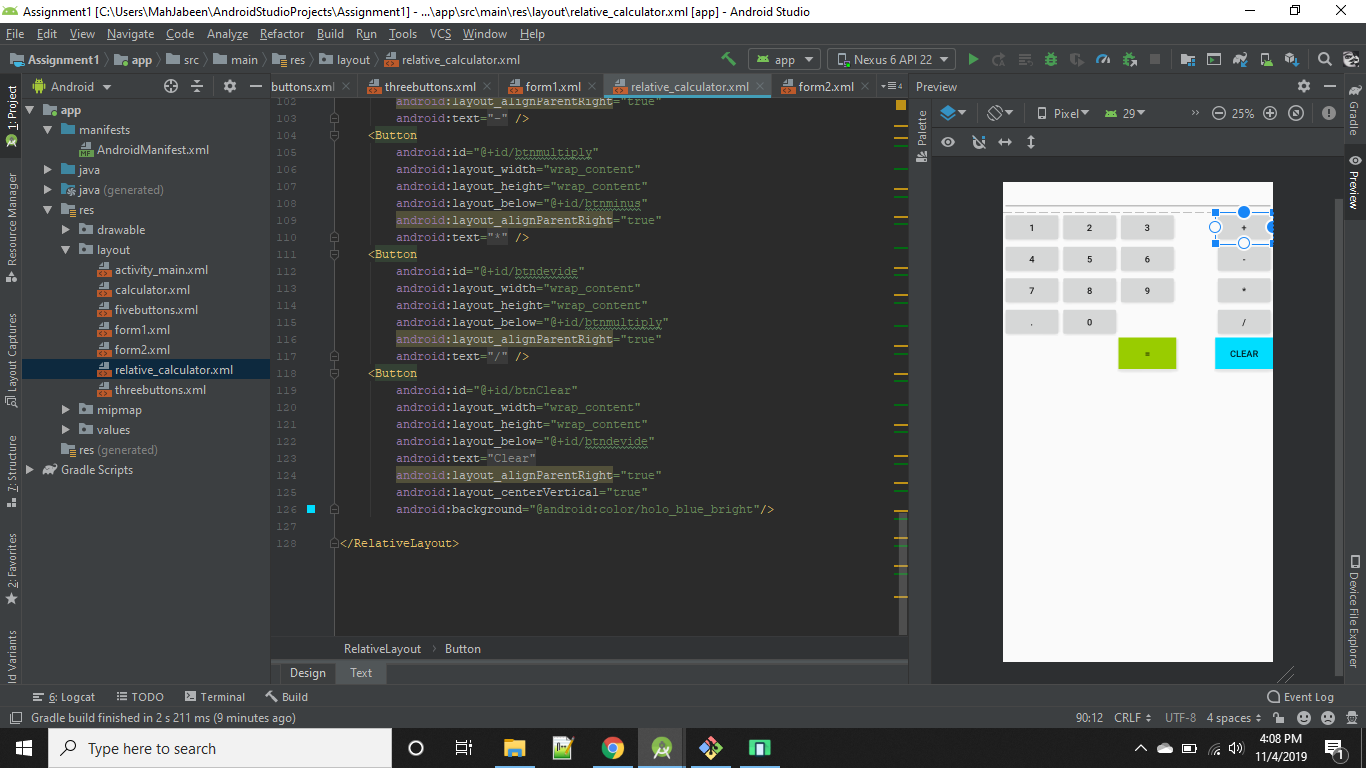 Assignment1 [C:\Users\MahJabeen\AndroidStudioProjects\Assignment1] - ...\app\src\main\res\layout\relative_calculator.xml [app] - Android Studio
File Edit View Navigate Code Analyze Refactor Build Run Tools VCS Window Help
Assignment1 app src main res layout relative_calculator.xml app Nexus 6 API 22
Android buttons.xml threebuttons.xml form1.xml relative_calculator.xml form2.xml 4 Preview
1: Project
Resource Manager
Layout Captures
7: Structure
2: Favorites
ld Variants
app
manifests
AndroidManifest.xml
java
java (generated)
res
drawable
layout
activity_main.xml
calculator.xml
fivebuttons.xml
form1.xml
form2.xml
relative_calculator.xml
threebuttons.xml
mipmap
values
res (generated)
Gradle Scripts
102 android:layout_alignParentRight="true"
103 android:text="-" />
104 <Button
105 android:id="@+id/btnmultiply"
106 android:layout_width="wrap_content"
107 android:layout_height="wrap_content"
108 android:layout_below="@+id/btnminus"
109 android:layout_alignParentRight="true"
110 android:text="*" />
111 <Button
112 android:id="@+id/btndevide"
113 android:layout_width="wrap_content"
114 android:layout_height="wrap_content"
115 android:layout_below="@+id/btnmultiply"
116 android:layout_alignParentRight="true"
117 android:text="/" />
118 <Button
119 android:id="@+id/btnClear"
120 android:layout_width="wrap_content"
121 android:layout_height="wrap_content"
122 android:layout_below="@+id/btndevide"
123 android:text="Clear"
124 android:layout_alignParentRight="true"
125 android:layout_centerVertical="true"
126 android:background="@android:color/holo_blue_bright"/>
127
128 </RelativeLayout>
RelativeLayout Button
Design Text
Palette
Pixel 29 >> 25%
1 2 3 +
4 5 6 -
7 8 9 *
. 0 /
= CLEAR
Gradle
Preview
Device File Explorer
6: Logcat TODO Terminal Build Event Log
Gradle build finished in 2 s 211 ms (9 minutes ago) 90:12 CRLF UTF-8 4 spaces
Type here to search
4:08 PM
11/4/2019
1